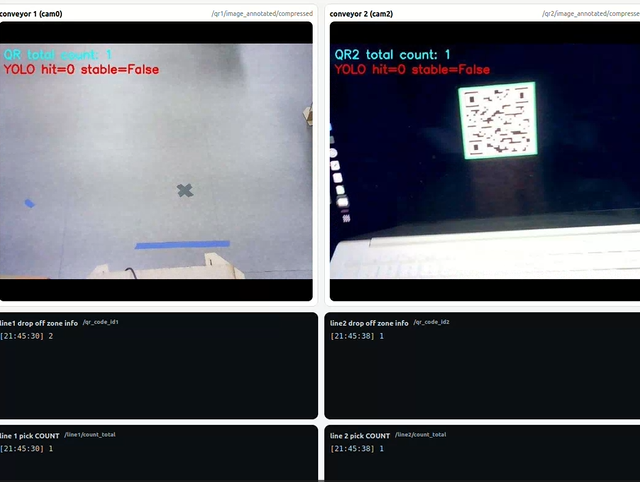 conveyor 1 (cam0) /qr1/image_annotated/compressed
QR total count: 1
YOLO hit=0 stable=False
conveyor 2 (cam2) /qr2/image_annotated/compressed
QR2 total count: 1
YOLO hit=0 stable=False
line1 drop off zone info /qr_code_id1
[21:45:30] 2
line2 drop off zone info /qr_code_id2
[21:45:38] 1
line 1 pick COUNT /line1/count_total
[21:45:30] 1
line 2 pick COUNT /line2/count_total
[21:45:38] 1